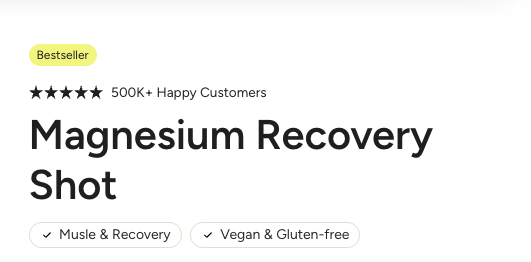 Bestseller
★★★★★ 500K+ Happy Customers
Magnesium Recovery
Shot
✓ Musle & Recovery ✓ Vegan & Gluten-free